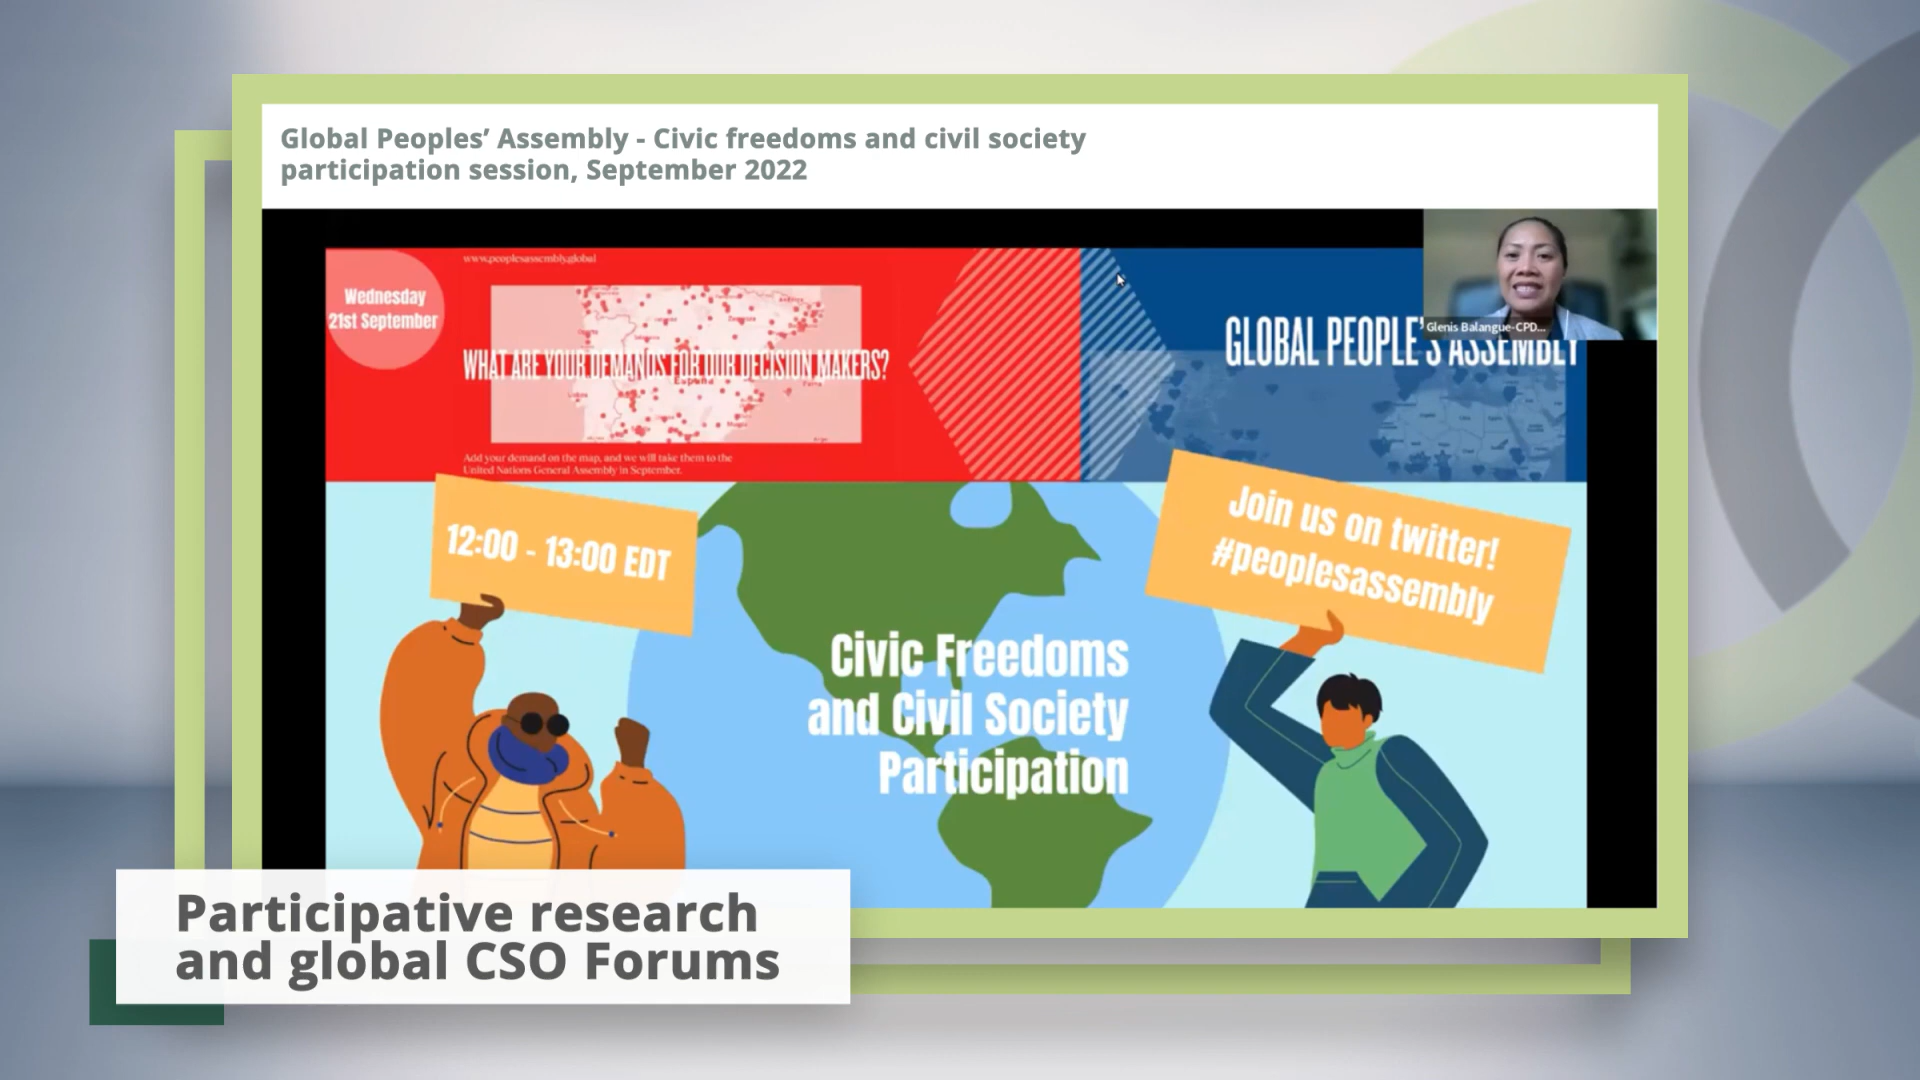 Global Peoples’ Assembly - Civic freedoms and civil society
participation session, September 2022
www.peoplesassembly.global
Wednesday
21st September
WHAT ARE YOUR DEMANDS FOR OUR DECISION MAKERS?
España
Add your demand on the map, and we will take them to the
United Nations General Assembly in September.
GLOBAL PEOPLE'S ASSEMBLY
Glenis Balangue-CPD...
12:00 - 13:00 EDT
Join us on twitter!
#peoplesassembly
Civic Freedoms
and Civil Society
Participation
Participative research
and global CSO Forums